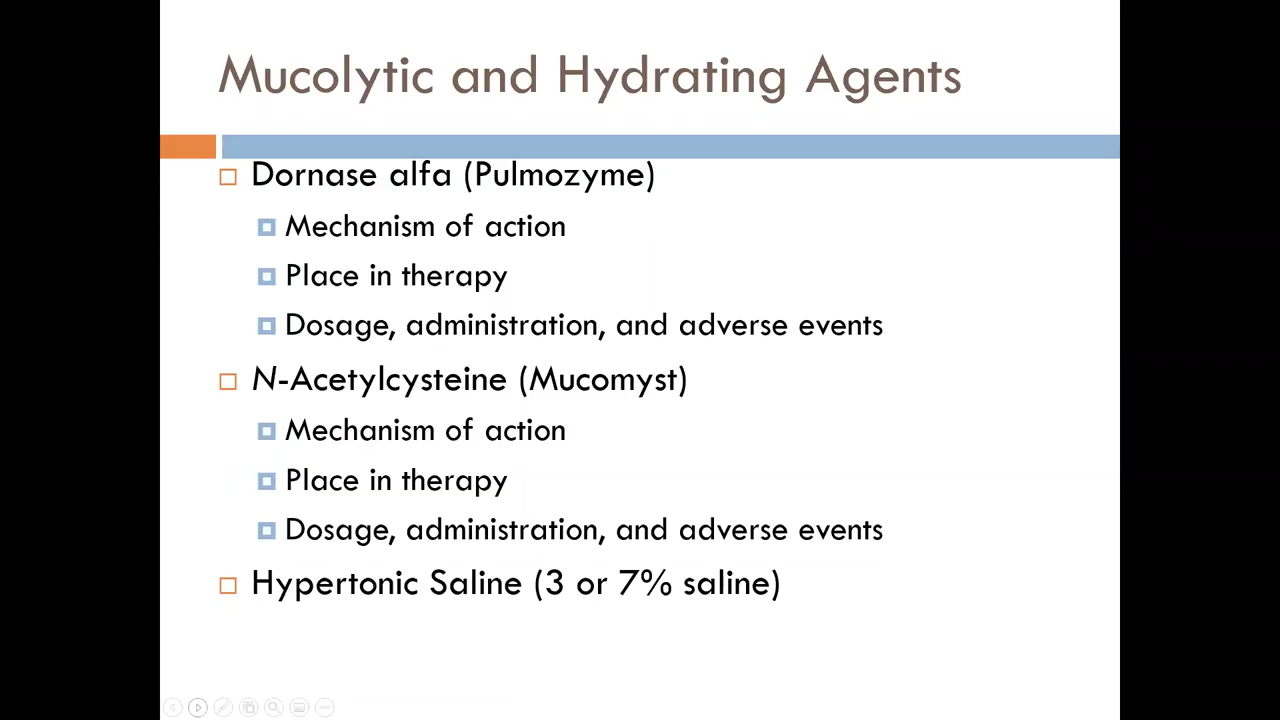 Mucolytic and Hydrating Agents
Dornase alfa (Pulmozyme)
Mechanism of action
Place in therapy
Dosage, administration, and adverse events
N-Acetylcysteine (Mucomyst)
Mechanism of action
Place in therapy
Dosage, administration, and adverse events
Hypertonic Saline (3 or 7% saline)